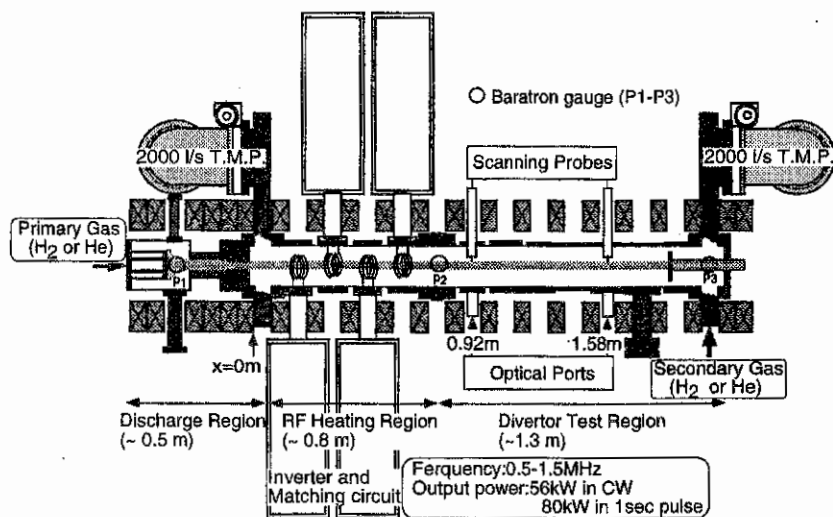 Baratron gauge (P1-P3)
2000 l/s T.M.P.
Scanning Probes
2000 l/s T.M.P.
Primary Gas
(H2 or He)
P1
P2
P3
x=0m
0.92m
1.58m
Optical Ports
Secondary Gas
(H2 or He)
Discharge Region
(~ 0.5 m)
RF Heating Region
(~ 0.8 m)
Divertor Test Region
(~1.3 m)
Inverter and
Matching circuit
Ferquency:0.5-1.5MHz
Output power:56kW in CW
80kW in 1sec pulse